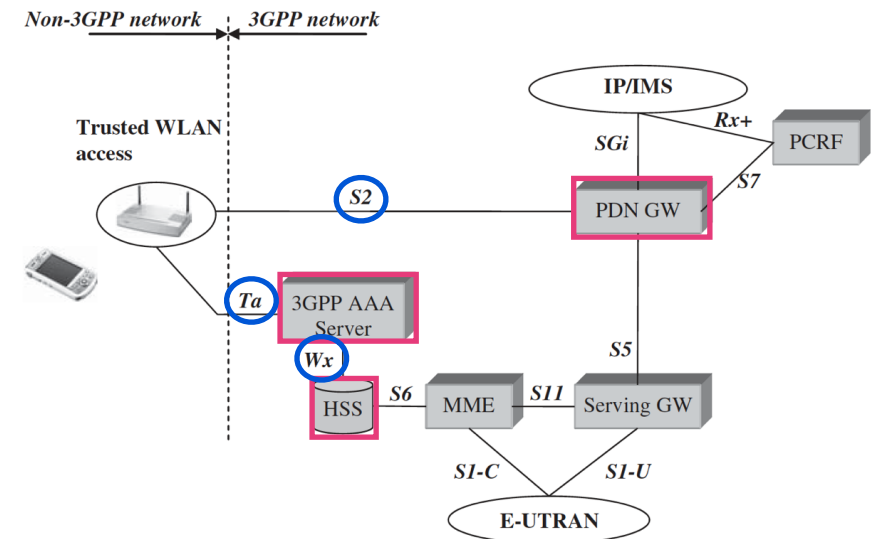 Non-3GPP network
3GPP network
IP/IMS
Trusted WLAN
access
Rx+
SGi
PCRF
S7
S2
PDN GW
Ta
3GPP AAA
Server
Wx
S5
HSS
S6
MME
S11
Serving GW
S1-C
S1-U
E-UTRAN